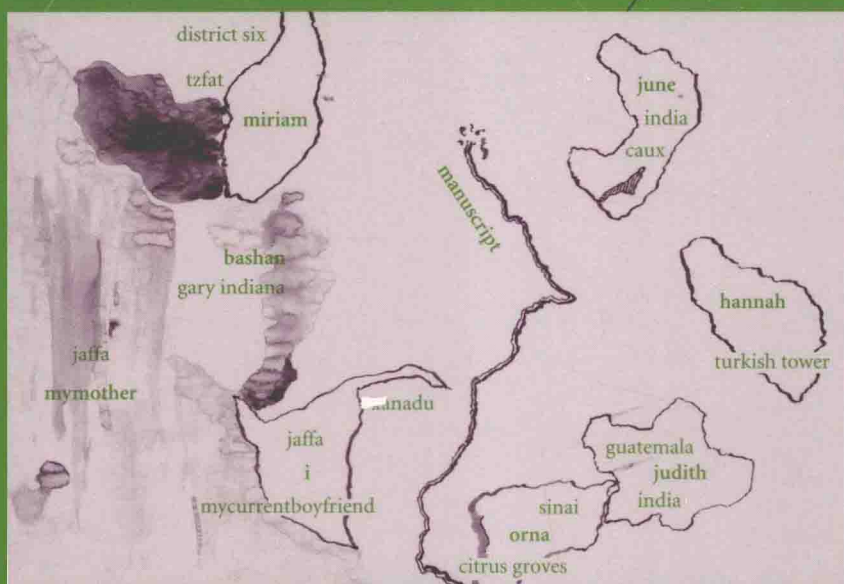 district six
tzfat
miriam
june
india
caux
manuscript
bashan
gary indiana
hannah
turkish tower
jaffa
mymother
xanadu
jaffa
i
mycurrentboyfriend
guatemala
judith
india
sinai
orna
citrus groves